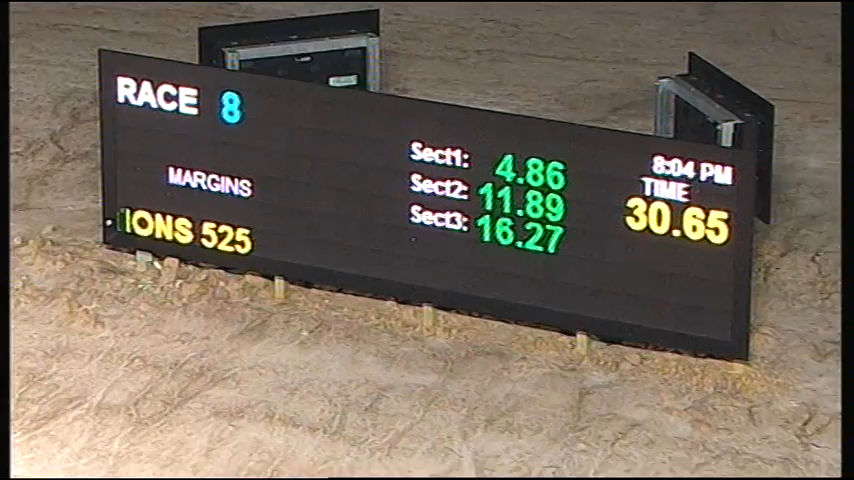 RACE 8
MARGINS
IONS 525
Sect1: 4.86
Sect2: 11.89
Sect3: 16.27
8:04 PM
TIME
30.65